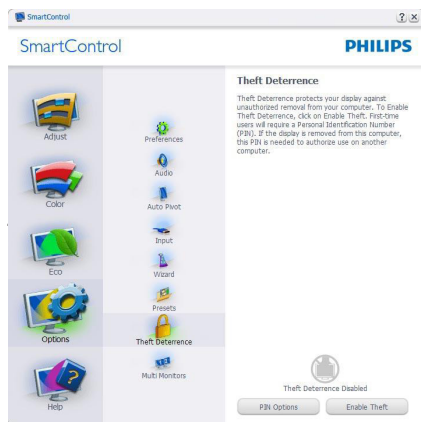 SmartControl
? ×
SmartControl
PHILIPS
Adjust
Color
Eco
Options
Help
Preferences
Audio
Auto Pivot
Input
Wizard
Presets
Theft Deterrence
Multi Monitors
Theft Deterrence
Theft Deterrence protects your display against
unauthorized removal from your computer. To Enable
Theft Deterrence, click on Enable Theft. First-time
users will require a Personal Identification Number
(PIN). If the display is removed from this computer,
this PIN is needed to authorize use on another
computer.
Theft Deterrence Disabled
PIN Options
Enable Theft